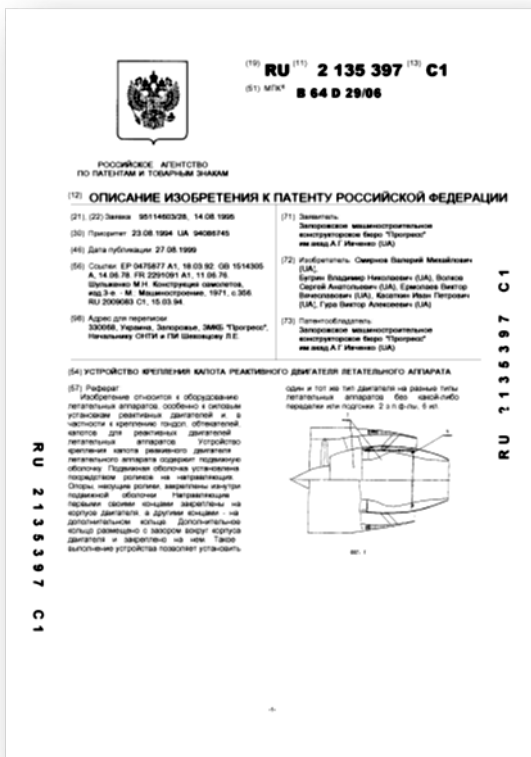 (19) RU (11) 2 135 397 (13) C1
(51) МПК⁶
B 64 D 29/06
РОССИЙСКОЕ АГЕНТСТВО
ПО ПАТЕНТАМ И ТОВАРНЫМ ЗНАКАМ
(12) ОПИСАНИЕ ИЗОБРЕТЕНИЯ К ПАТЕНТУ РОССИЙСКОЙ ФЕДЕРАЦИИ
(21), (22) Заявка: 95114603/28, 14.08.1995
(30) Приоритет: 23.08.1994 UA 94086745
(46) Дата публикации: 27.08.1999
(56) Ссылки: EP 0475877 A1, 18.03.92. GB 1514305
A, 14.06.78. FR 2291091 A1, 11.06.76.
Шульженко М.Н. Конструкция самолетов,
изд.3-е. - М.: Машиностроение, 1971, с.356.
RU 2009083 C1, 15.03.94.
(98) Адрес для переписки:
330068, Украина, Запорожье, ЗМКБ "Прогресс",
Начальнику ОНТИ и ПИ Шеховцову Л.Е.
(71) Заявитель:
Запорожское машиностроительное
конструкторское бюро "Прогресс"
им.акад.А.Г.Ивченко (UA)
(72) Изобретатель: Смирнов Валерий Михайлович
(UA),
Бугрин Владимир Николаевич (UA), Волков
Сергей Анатольевич (UA), Ермолаев Виктор
Вячеславович (UA), Касаткин Иван Петрович
(UA), Гура Виктор Алексеевич (UA)
(73) Патентообладатель:
Запорожское машиностроительное
конструкторское бюро "Прогресс"
им.акад.А.Г.Ивченко (UA)
(54) УСТРОЙСТВО КРЕПЛЕНИЯ КАПОТА РЕАКТИВНОГО ДВИГАТЕЛЯ ЛЕТАТЕЛЬНОГО АППАРАТА
(57) Реферат:
Изобретение относится к оборудованию
летательных аппаратов, особенно к силовым
установкам реактивных двигателей и, в
частности к креплению гондол, обтекателей,
капотов для реактивных двигателей
летательных аппаратов. Устройство
крепления капота реактивного двигателя
летательного аппарата содержит подвижную
оболочку. Подвижная оболочка установлена
посредством роликов на направляющих.
Опоры, несущие ролики, закреплены изнутри
подвижной оболочки. Направляющие
первыми своими концами закреплены на
корпусе двигателя, а другими концами - на
дополнительном кольце. Дополнительное
кольцо размещено с зазором вокруг корпуса
двигателя и закреплено на нем. Такое
выполнение устройства позволяет установить
один и тот же тип двигателя на разные типы
летательных аппаратов без какой-либо
переделки или подгонки. 2 з.п.ф-лы, 6 ил.
ФИГ. 1
RU 2135397 C1
RU 2135397 C1
-1-